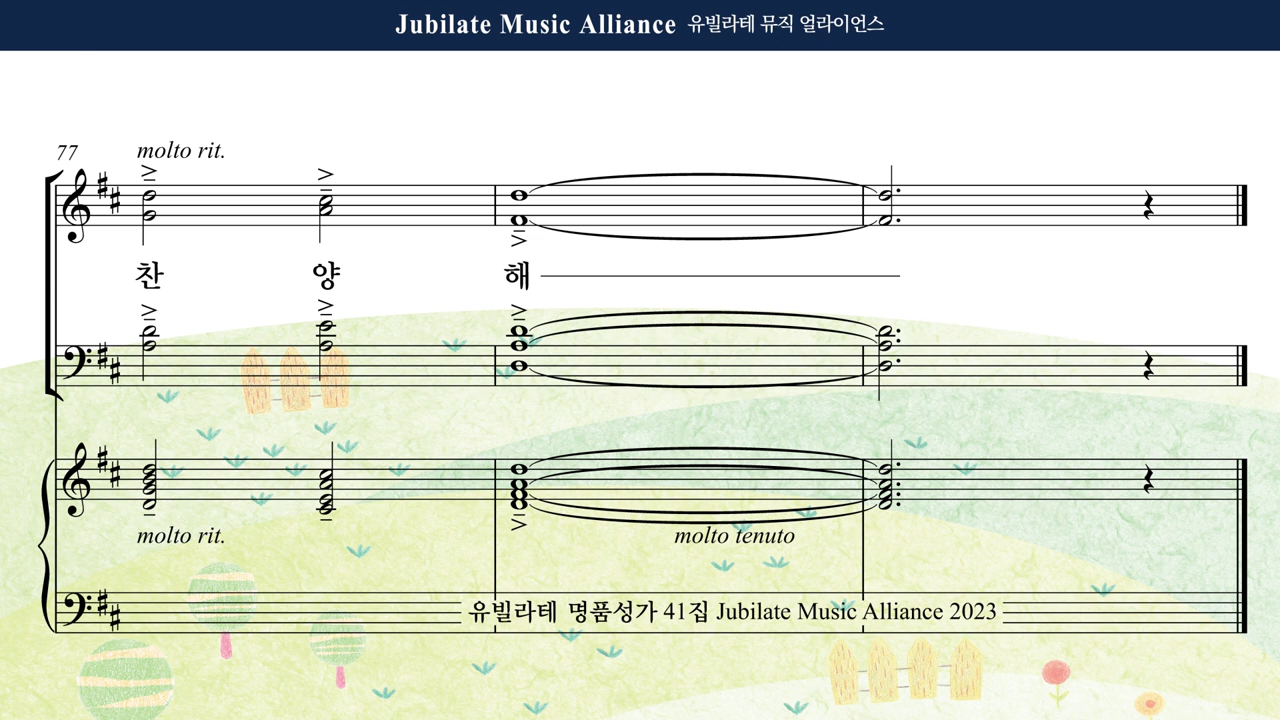 Jubilate Music Alliance 유빌라테 뮤직 얼라이언스
77 molto rit.
찬 양 해
molto rit. molto tenuto
유빌라테 명품성가 41집 Jubilate Music Alliance 2023